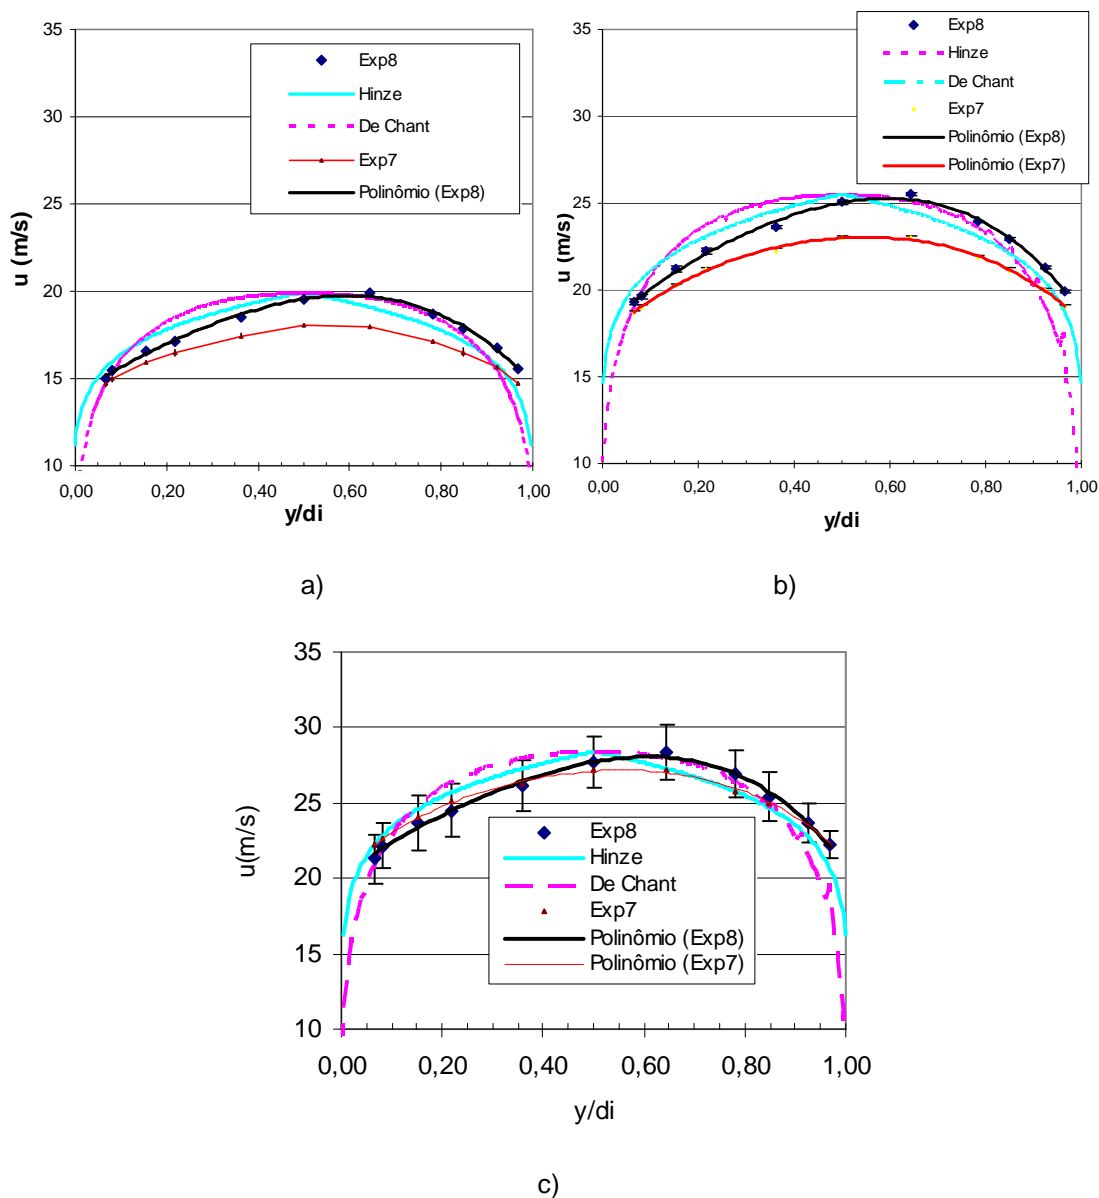 35
30
25
20
15
10
u (m/s)
Exp8
Hinze
De Chant
Exp7
Polinômio (Exp8)
0,00
0,20
0,40
0,60
0,80
1,00
y/di
a)
35
30
25
20
15
10
u (m/s)
Exp8
Hinze
De Chant
Exp7
Polinômio (Exp8)
Polinômio (Exp7)
0,00
0,20
0,40
0,60
0,80
1,00
y/di
b)
35
30
25
20
15
10
u(m/s)
Exp8
Hinze
De Chant
Exp7
Polinômio (Exp8)
Polinômio (Exp7)
0,00
0,20
0,40
0,60
0,80
1,00
y/di
c)